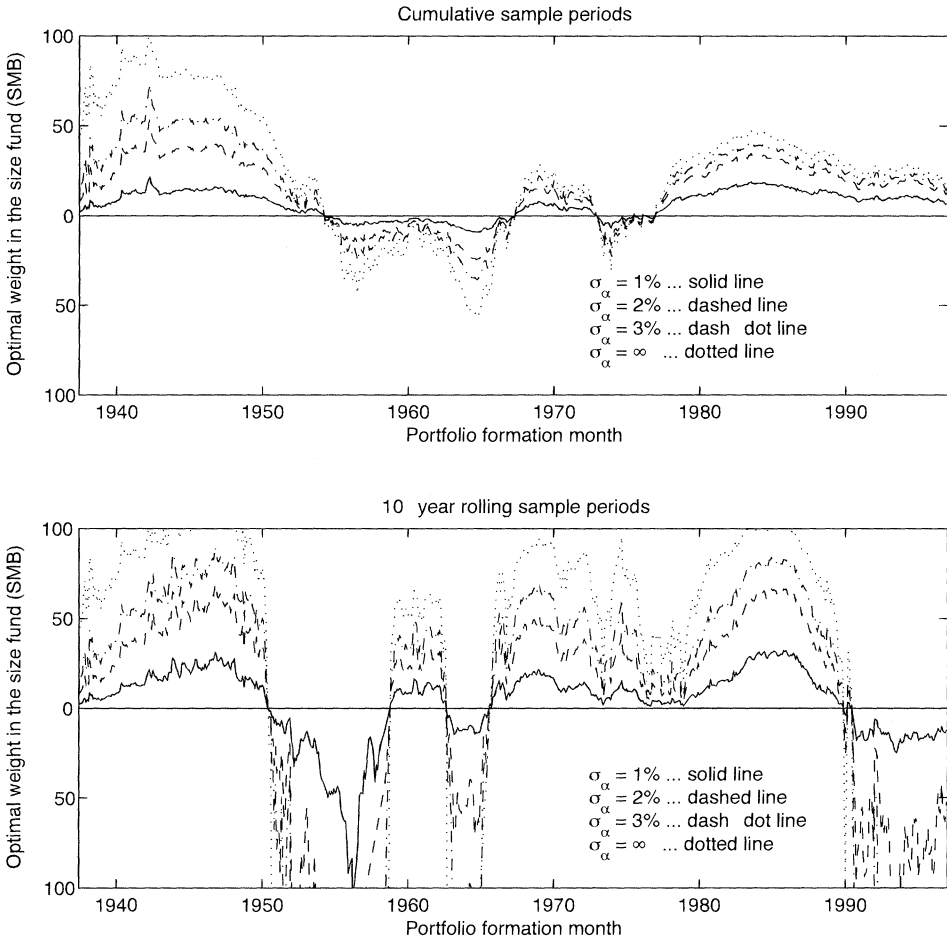 Cumulative sample periods
100
50
0
50
100
Optimal weight in the size fund (SMB)
σα = 1% ... solid line
σα = 2% ... dashed line
σα = 3% ... dash dot line
σα = ∞ ... dotted line
1940 1950 1960 1970 1980 1990
Portfolio formation month
10 year rolling sample periods
100
50
0
50
100
Optimal weight in the size fund (SMB)
σα = 1% ... solid line
σα = 2% ... dashed line
σα = 3% ... dash dot line
σα = ∞ ... dotted line
1940 1950 1960 1970 1980 1990
Portfolio formation month